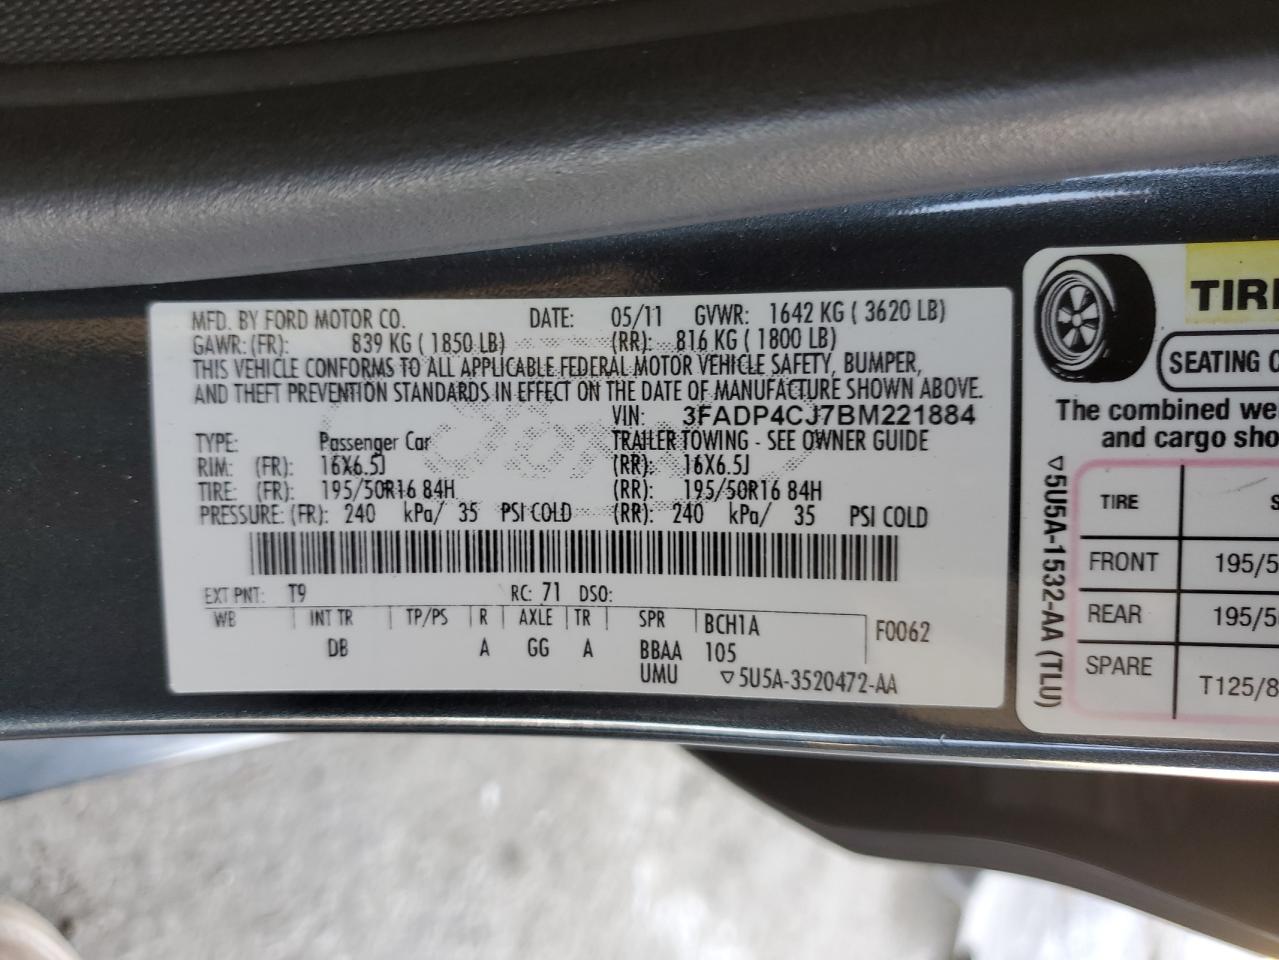 MFD. BY FORD MOTOR CO. DATE: 05/11 GVWR: 1642 KG ( 3620 LB)
GAWR:(FR): 839 KG ( 1850 LB) (RR): 816 KG ( 1800 LB)
THIS VEHICLE CONFORMS TO ALL APPLICABLE FEDERAL MOTOR VEHICLE SAFETY, BUMPER,
AND THEFT PREVENTION STANDARDS IN EFFECT ON THE DATE OF MANUFACTURE SHOWN ABOVE.
VIN: 3FADP4CJ7BM221884
TYPE: Passenger Car TRAILER TOWING - SEE OWNER GUIDE
RIM: (FR): 16X6.5J (RR): 16X6.5J
TIRE: (FR): 195/50R16 84H (RR): 195/50R16 84H
PRESSURE: (FR): 240 kPa/ 35 PSI COLD (RR): 240 kPa/ 35 PSI COLD
EXT PNT: T9 RC: 71 DSO:
WB INT TR TP/PS R AXLE TR SPR BCH1A F0062
DB A GG A BBAA 105
UMU ▽5U5A-3520472-AA
TIR
SEATING C
The combined we
and cargo sho
▽5U5A-1532-AA (TLU)
TIRE S
FRONT 195/5
REAR 195/5
SPARE T125/8